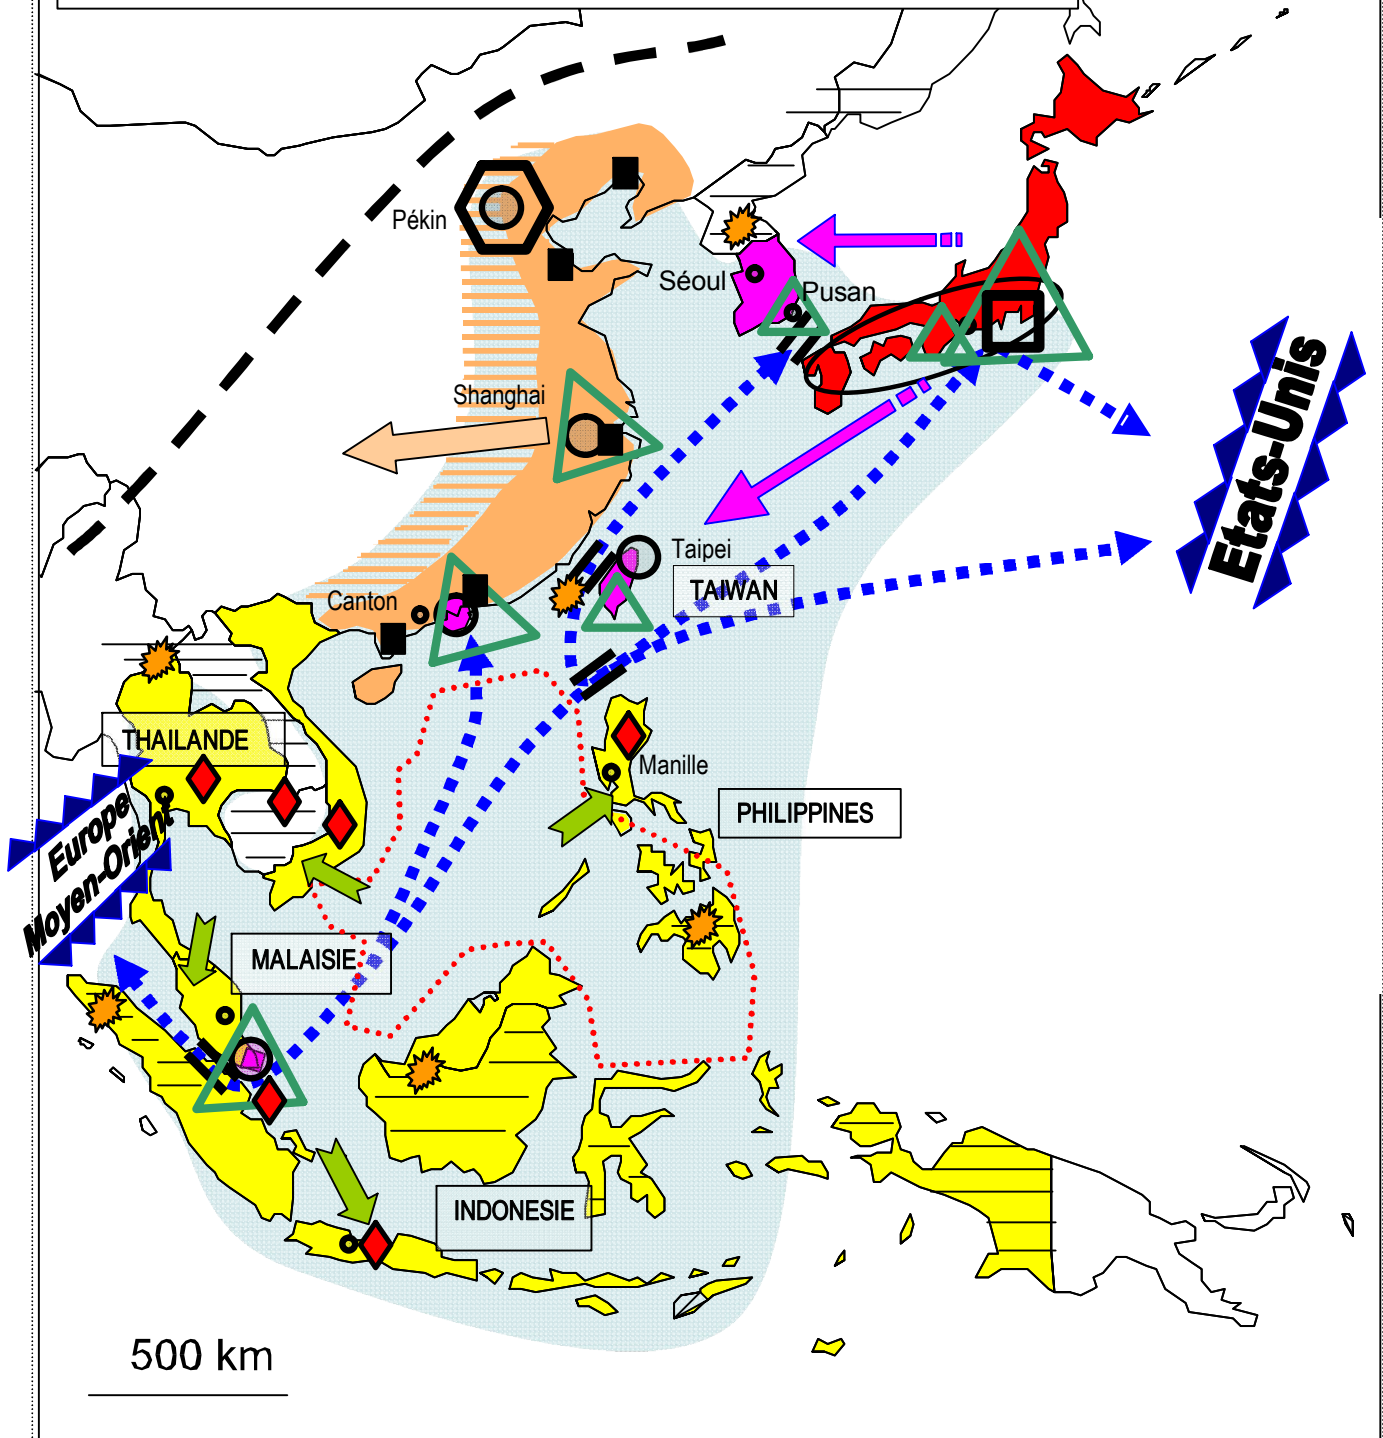 Pékin
Séoul
Pusan
Shanghai
Etats-Unis
Taipei
TAIWAN
Canton
THAILANDE
Manille
PHILIPPINES
Europe
Moyen-Orient
MALAISIE
INDONESIE
500 km